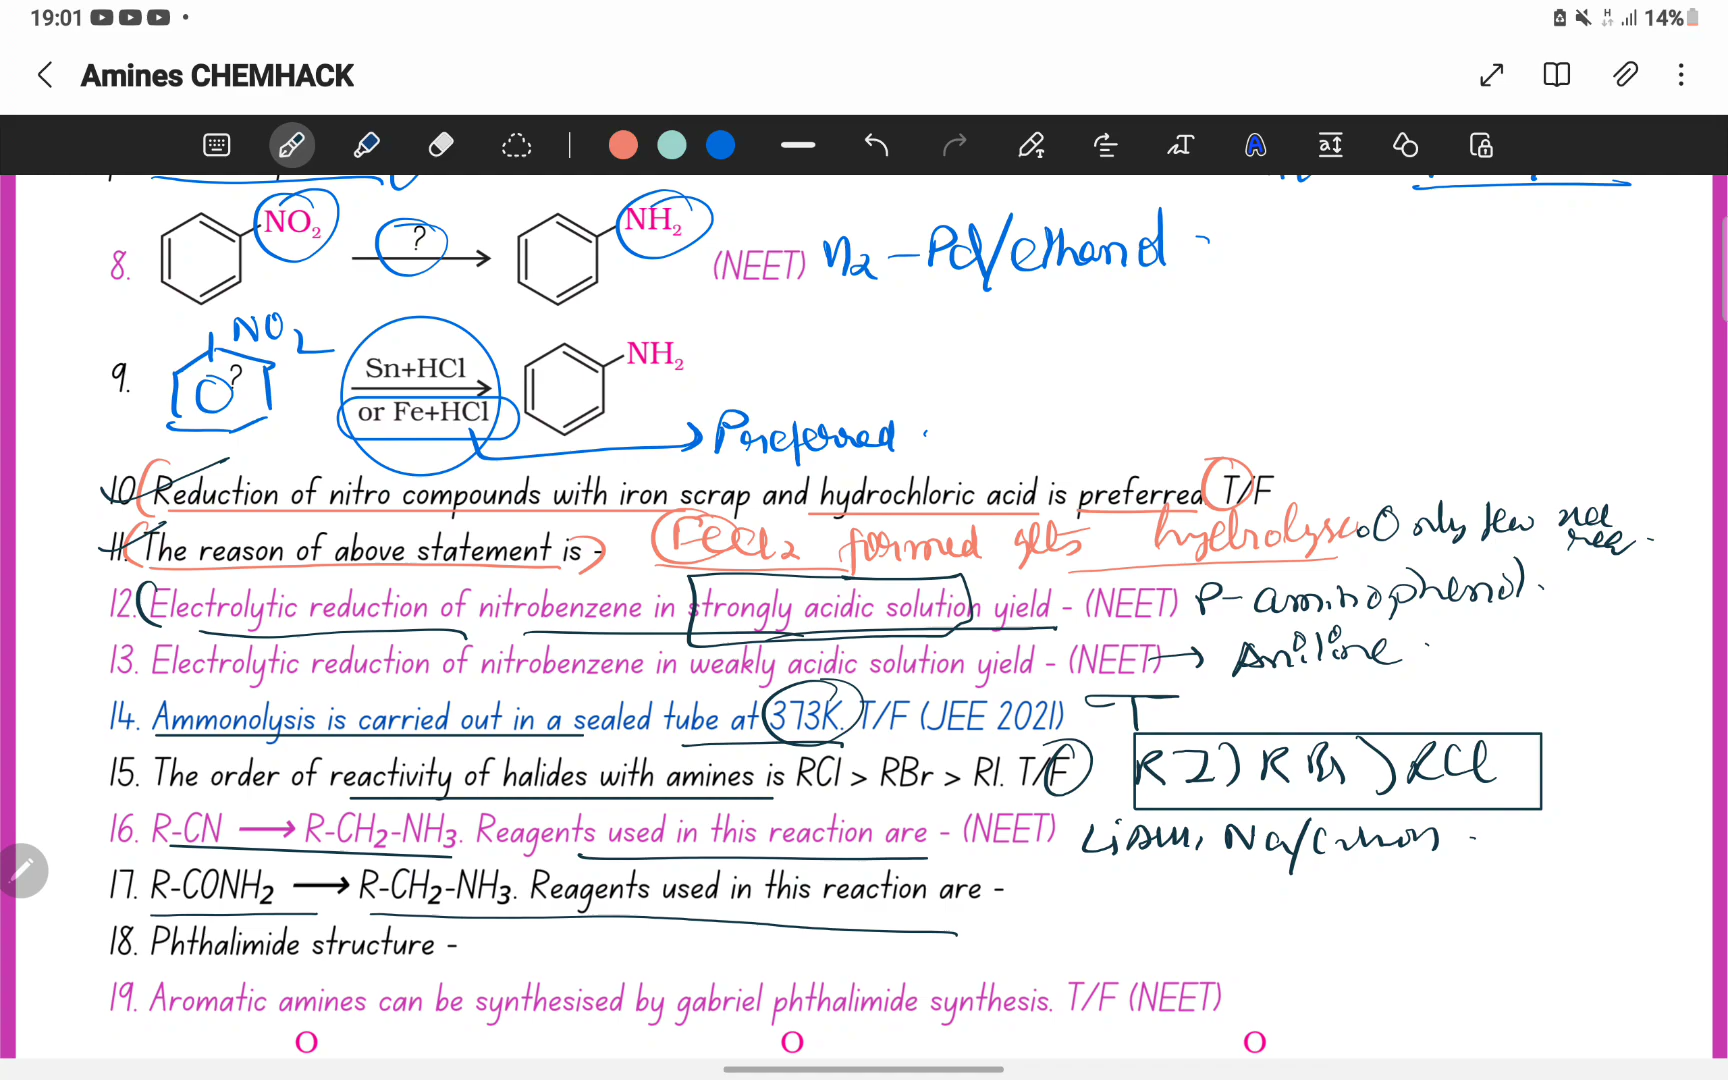 19:01 14%
Amines CHEMHACK
8. NO2 ? NH2 (NEET) H2-Pd/ethanol
9. NO2 ? Sn+HCl or Fe+HCl NH2
Preferred
10. Reduction of nitro compounds with iron scrap and hydrochloric acid is preferred T/F
11. The reason of above statement is - FeCl2 formed gets hydrolysed only few
12. Electrolytic reduction of nitrobenzene in strongly acidic solution yield - (NEET) P-aminophenol.
13. Electrolytic reduction of nitrobenzene in weakly acidic solution yield - (NEET) → Aniline
14. Ammonolysis is carried out in a sealed tube at 373K. T/F (JEE 2021) T
15. The order of reactivity of halides with amines is RCl > RBr > RI. T/F RI > RBr > RCl
16. R-CN ⟶ R-CH2-NH3. Reagents used in this reaction are - (NEET)
17. R-CONH2 ⟶ R-CH2-NH3. Reagents used in this reaction are -
18. Phthalimide structure -
19. Aromatic amines can be synthesised by gabriel phthalimide synthesis. T/F (NEET)
O O O